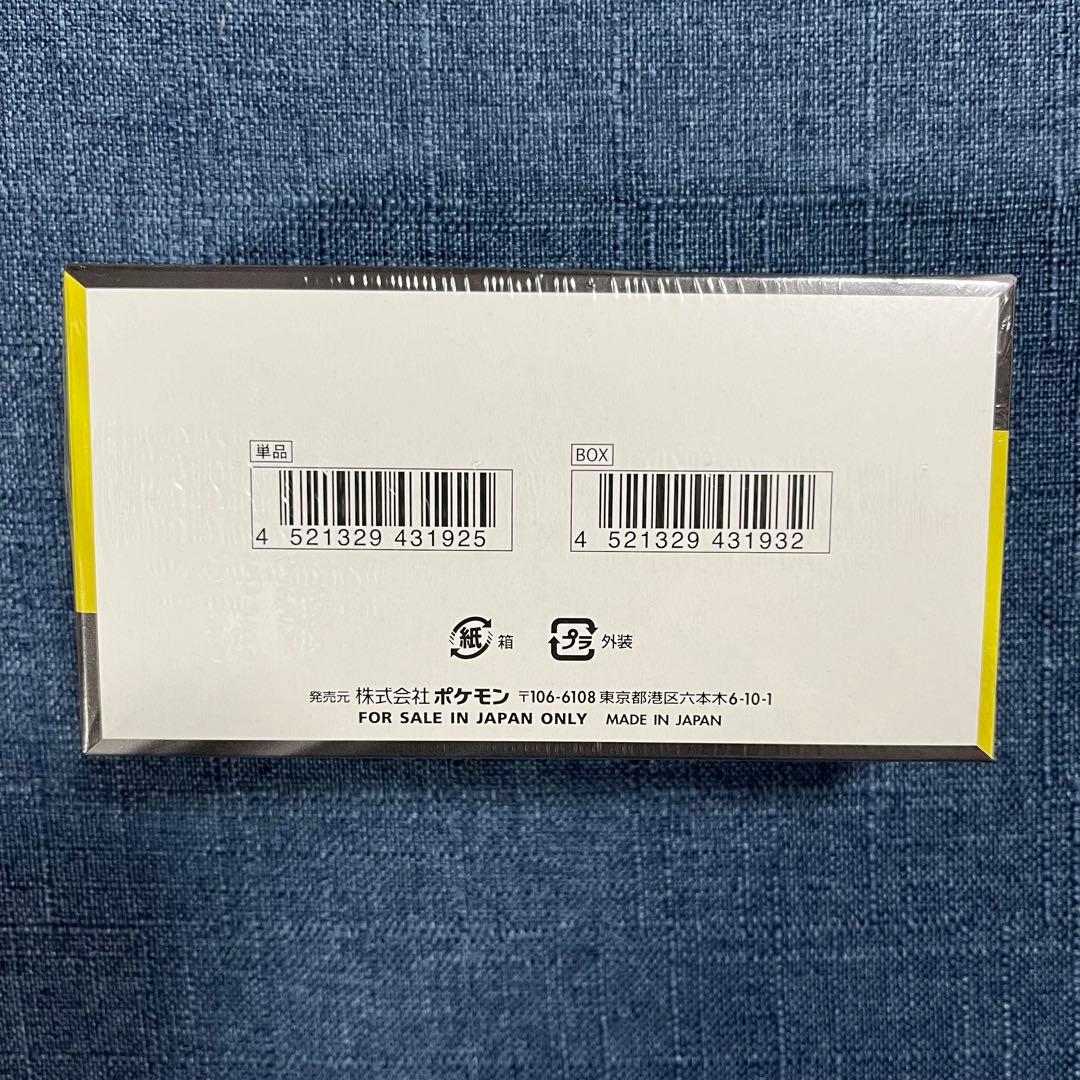 単品
4 521329 431925
BOX
4 521329 431932
紙 箱
プラ 外装
発売元 株式会社 ポケモン 〒106-6108 東京都港区六本木6-10-1
FOR SALE IN JAPAN ONLY MADE IN JAPAN